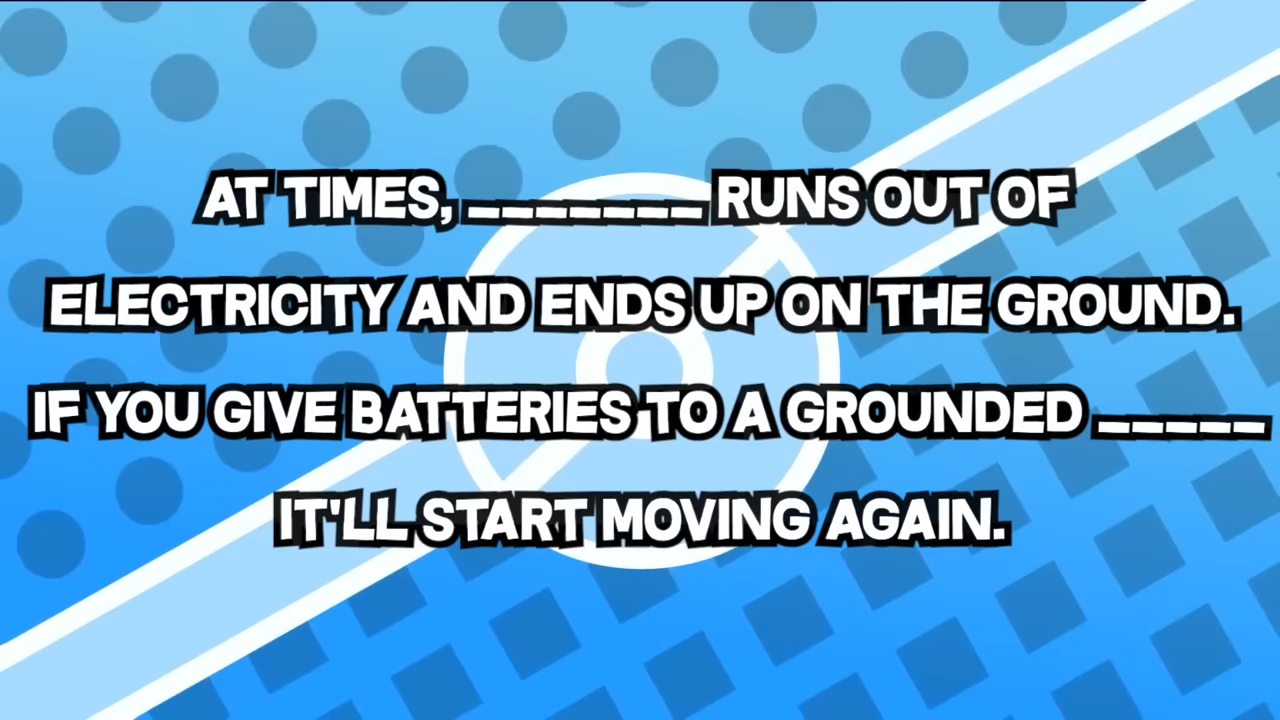 AT TIMES, _______ RUNS OUT OF
ELECTRICITY AND ENDS UP ON THE GROUND.
IF YOU GIVE BATTERIES TO A GROUNDED _____
IT'LL START MOVING AGAIN.